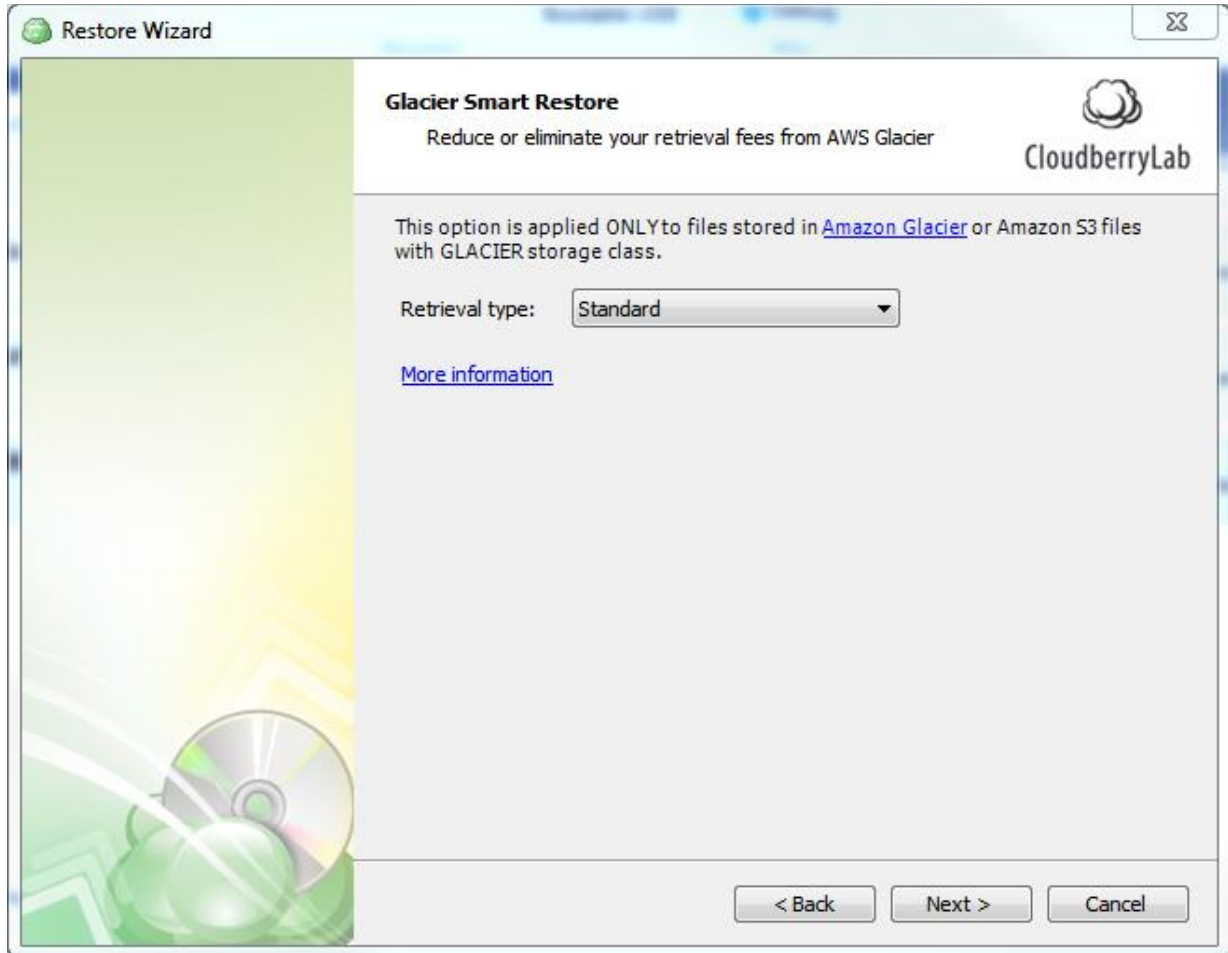 Restore Wizard
Glacier Smart Restore
Reduce or eliminate your retrieval fees from AWS Glacier
CloudberryLab
This option is applied ONLY to files stored in Amazon Glacier or Amazon S3 files
with GLACIER storage class.
Retrieval type: Standard
More information
< Back Next > Cancel